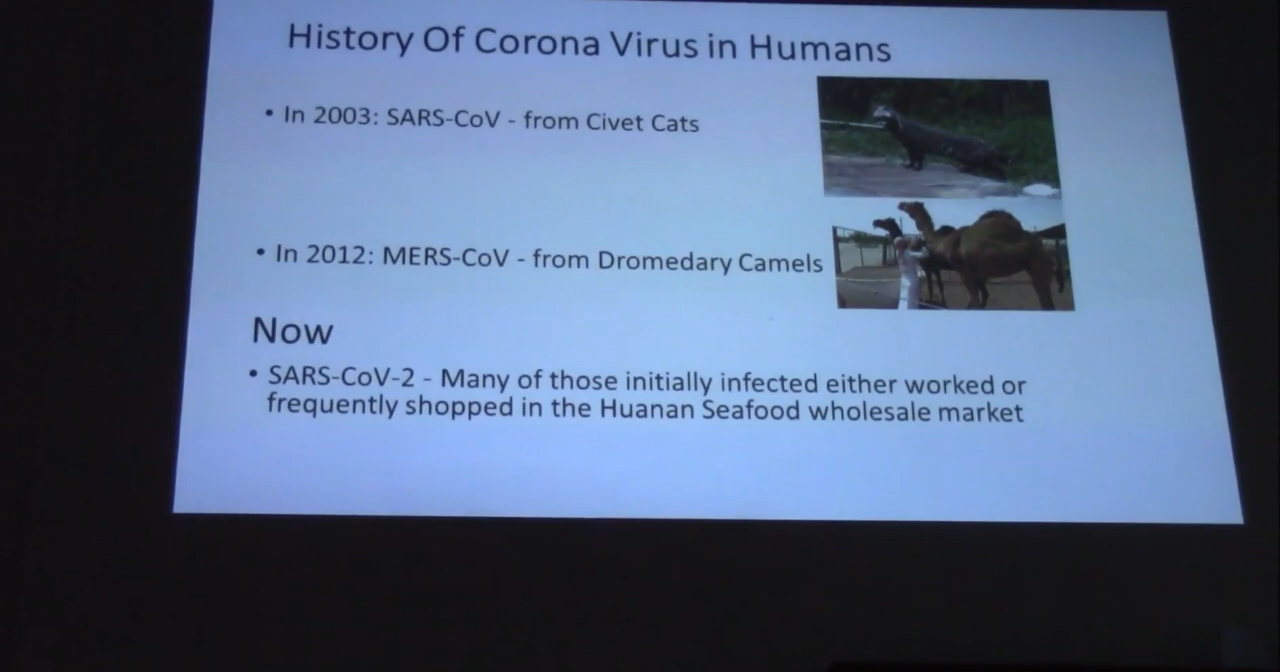 History Of Corona Virus in Humans
• In 2003: SARS-CoV - from Civet Cats
• In 2012: MERS-CoV - from Dromedary Camels
Now
• SARS-CoV-2 - Many of those initially infected either worked or
frequently shopped in the Huanan Seafood wholesale market